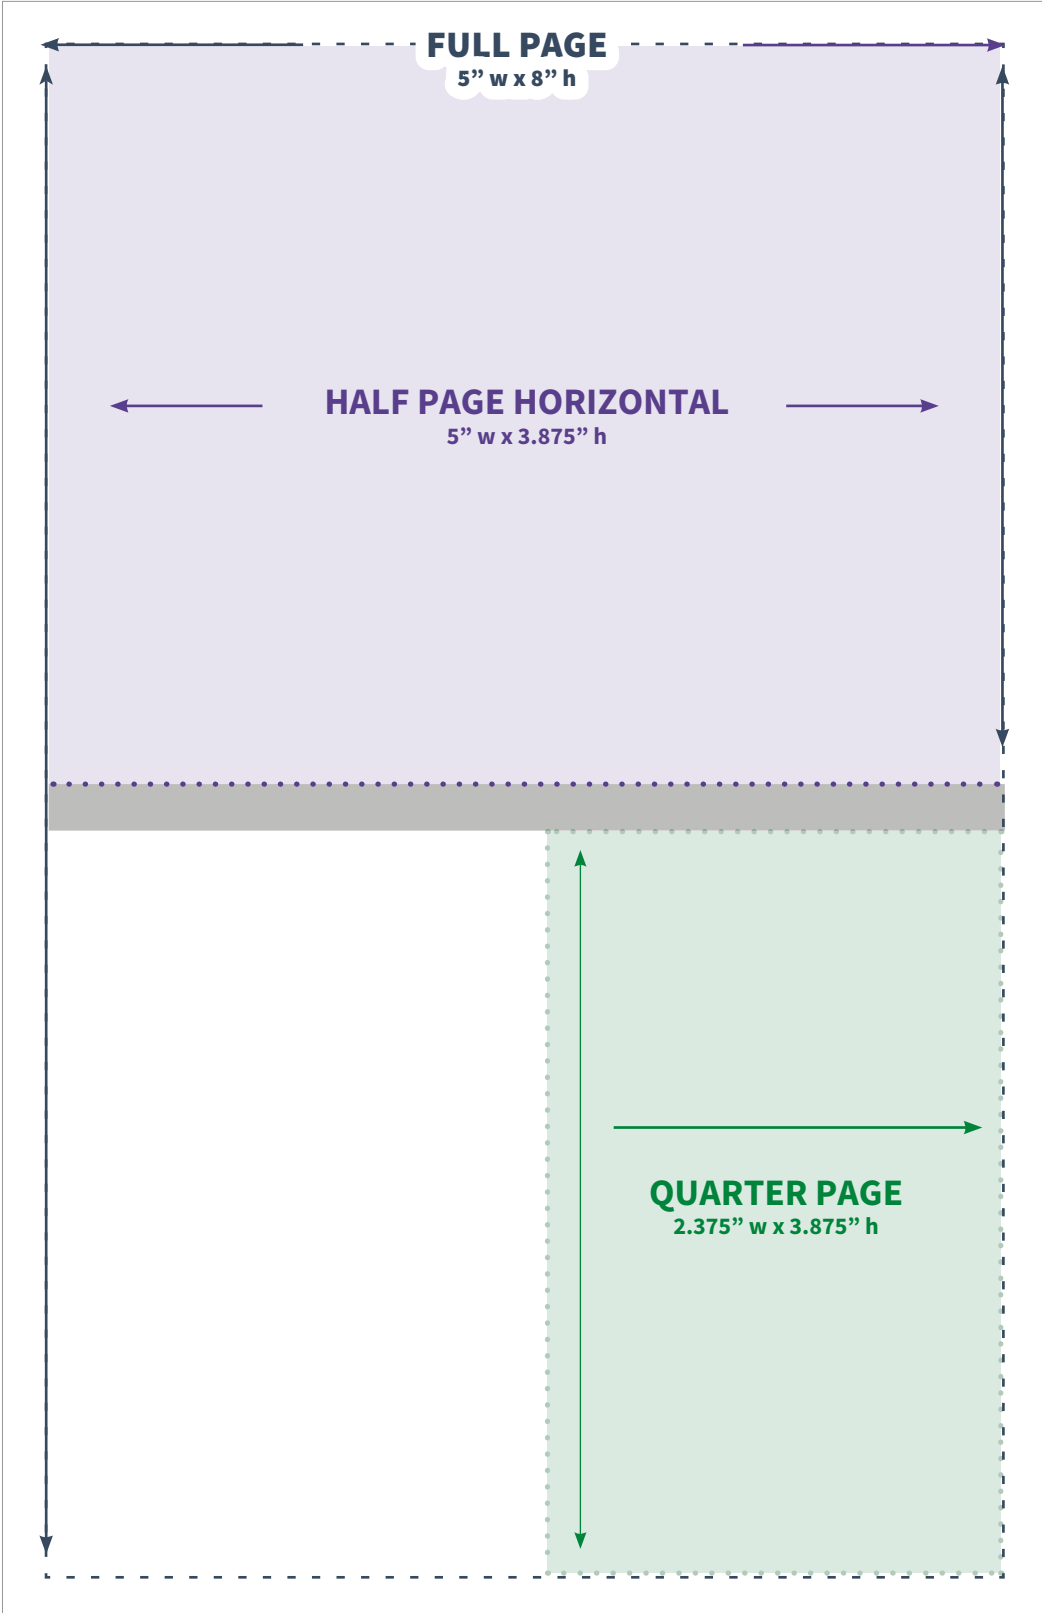 FULL PAGE
5” w x 8” h
HALF PAGE HORIZONTAL
5” w x 3.875” h
QUARTER PAGE
2.375” w x 3.875” h